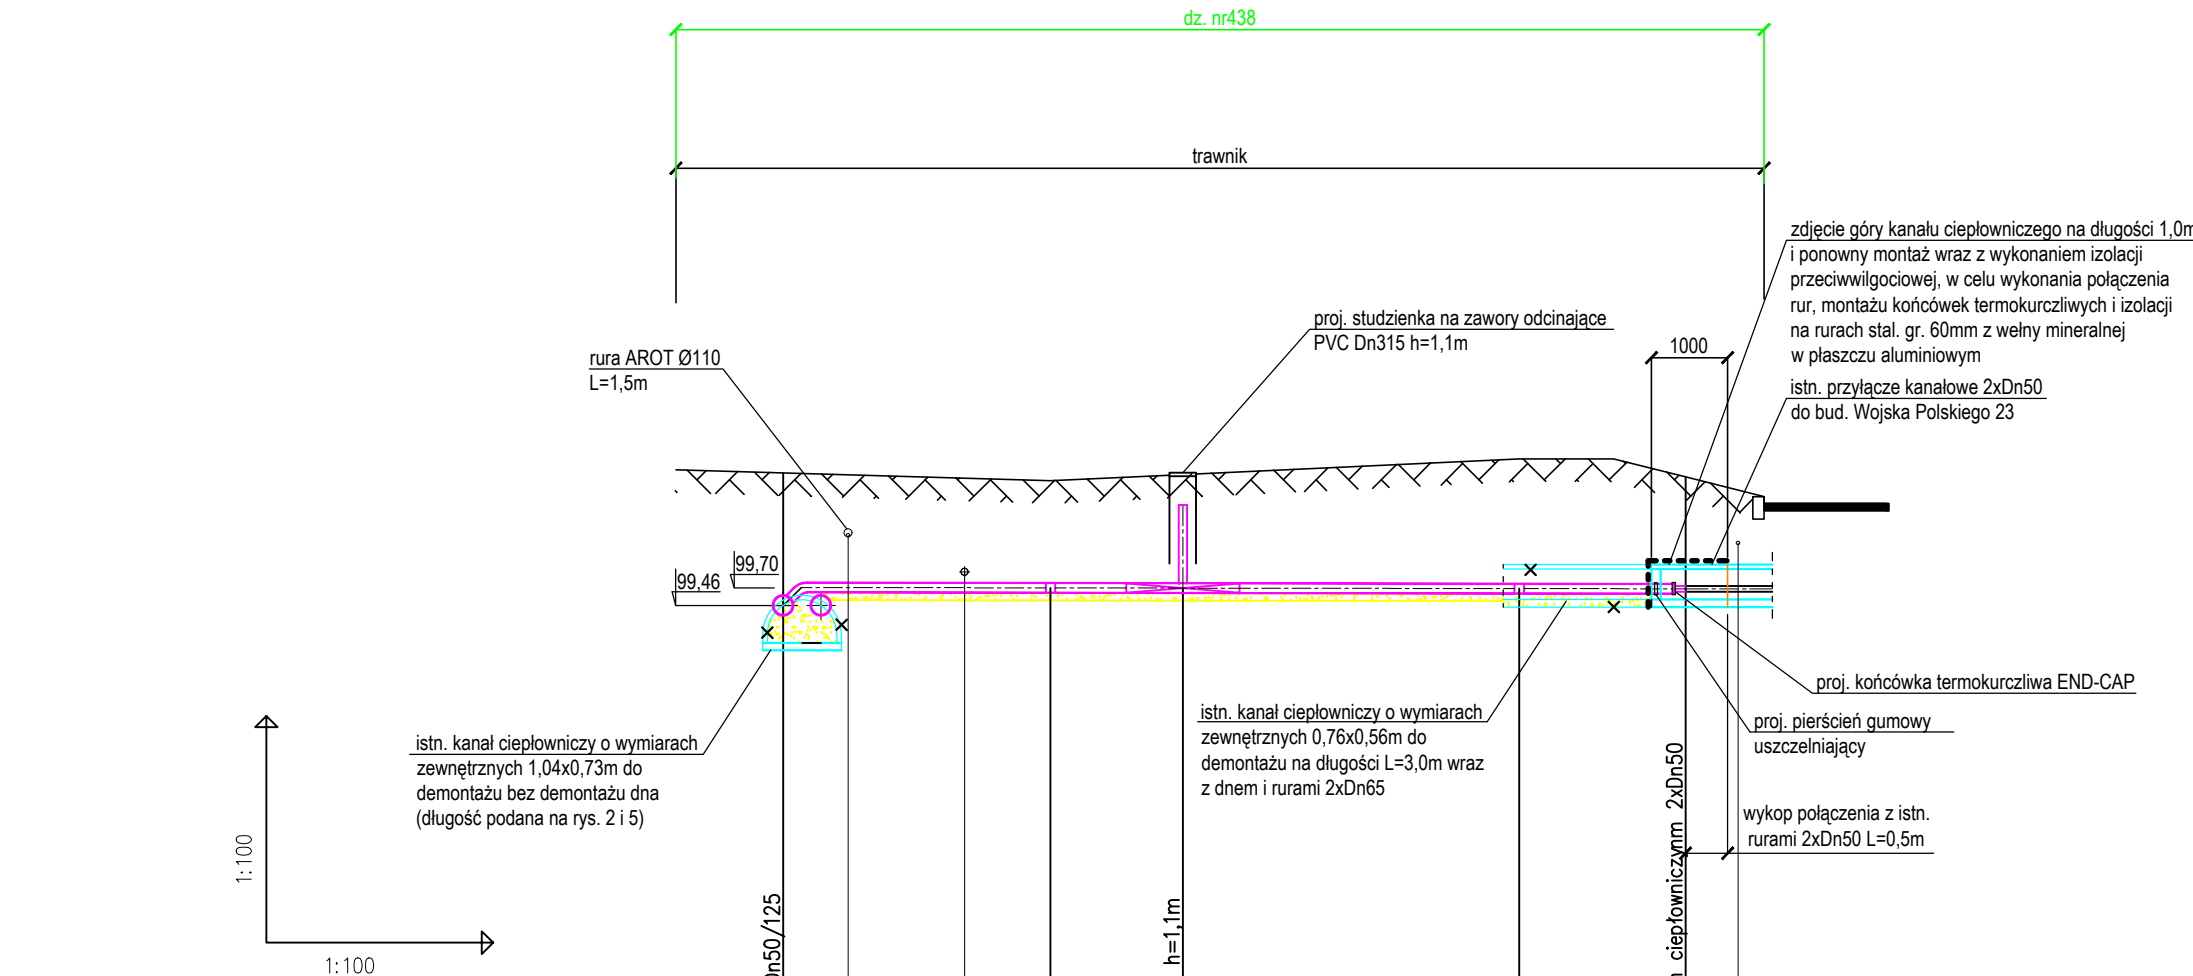 dz. nr438
trawnik
zdjęcie góry kanału ciepłowniczego na długości 1,0m
i ponowny montaż wraz z wykonaniem izolacji
przeciwwilgociowej, w celu wykonania połączenia
rur, montażu końcówek termokurczliwych i izolacji
na rurach stal. gr. 60mm z wełny mineralnej
w płaszczu aluminiowym
proj. studzienka na zawory odcinające
PVC Dn315 h=1,1m
1000
rura AROT Ø110
L=1,5m
istn. przyłącze kanałowe 2xDn50
do bud. Wojska Polskiego 23
99,70
99,46
proj. końcówka termokurczliwa END-CAP
istn. kanał ciepłowniczy o wymiarach
zewnętrznych 0,76x0,56m do
demontażu na długości L=3,0m wraz
z dnem i rurami 2xDn65
proj. pierścień gumowy
uszczelniający
istn. kanał ciepłowniczy o wymiarach
zewnętrznych 1,04x0,73m do
demontażu bez demontażu dna
(długość podana na rys. 2 i 5)
wykop połączenia z istn.
rurami 2xDn50 L=0,5m
ciepłowniczynm 2xDn50
h=1,1m
Dn50/125
1:100
1:100